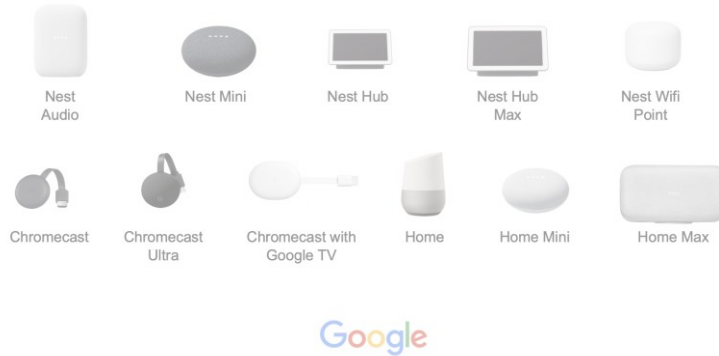 Nest Audio
Nest Mini
Nest Hub
Nest Hub Max
Nest Wifi Point
Chromecast
Chromecast Ultra
Chromecast with Google TV
Home
Home Mini
Home Max
Google